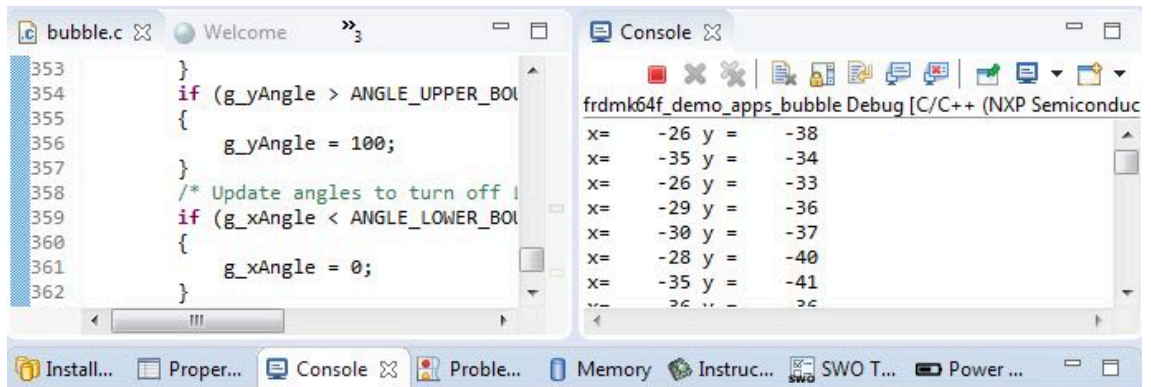 bubble.c Welcome »3
353 }
354 if (g_yAngle > ANGLE_UPPER_BOU
355 {
356 g_yAngle = 100;
357 }
358 /* Update angles to turn off
359 if (g_xAngle < ANGLE_LOWER_BOU
360 {
361 g_xAngle = 0;
362 }
Console
frdmk64f_demo_apps_bubble Debug [C/C++ (NXP Semiconduc
x= -26 y = -38
x= -35 y = -34
x= -26 y = -33
x= -29 y = -36
x= -30 y = -37
x= -28 y = -40
x= -35 y = -41
x= -36 y = -36
Install... Proper... Console Proble... Memory Instruc... SWO T... Power ...